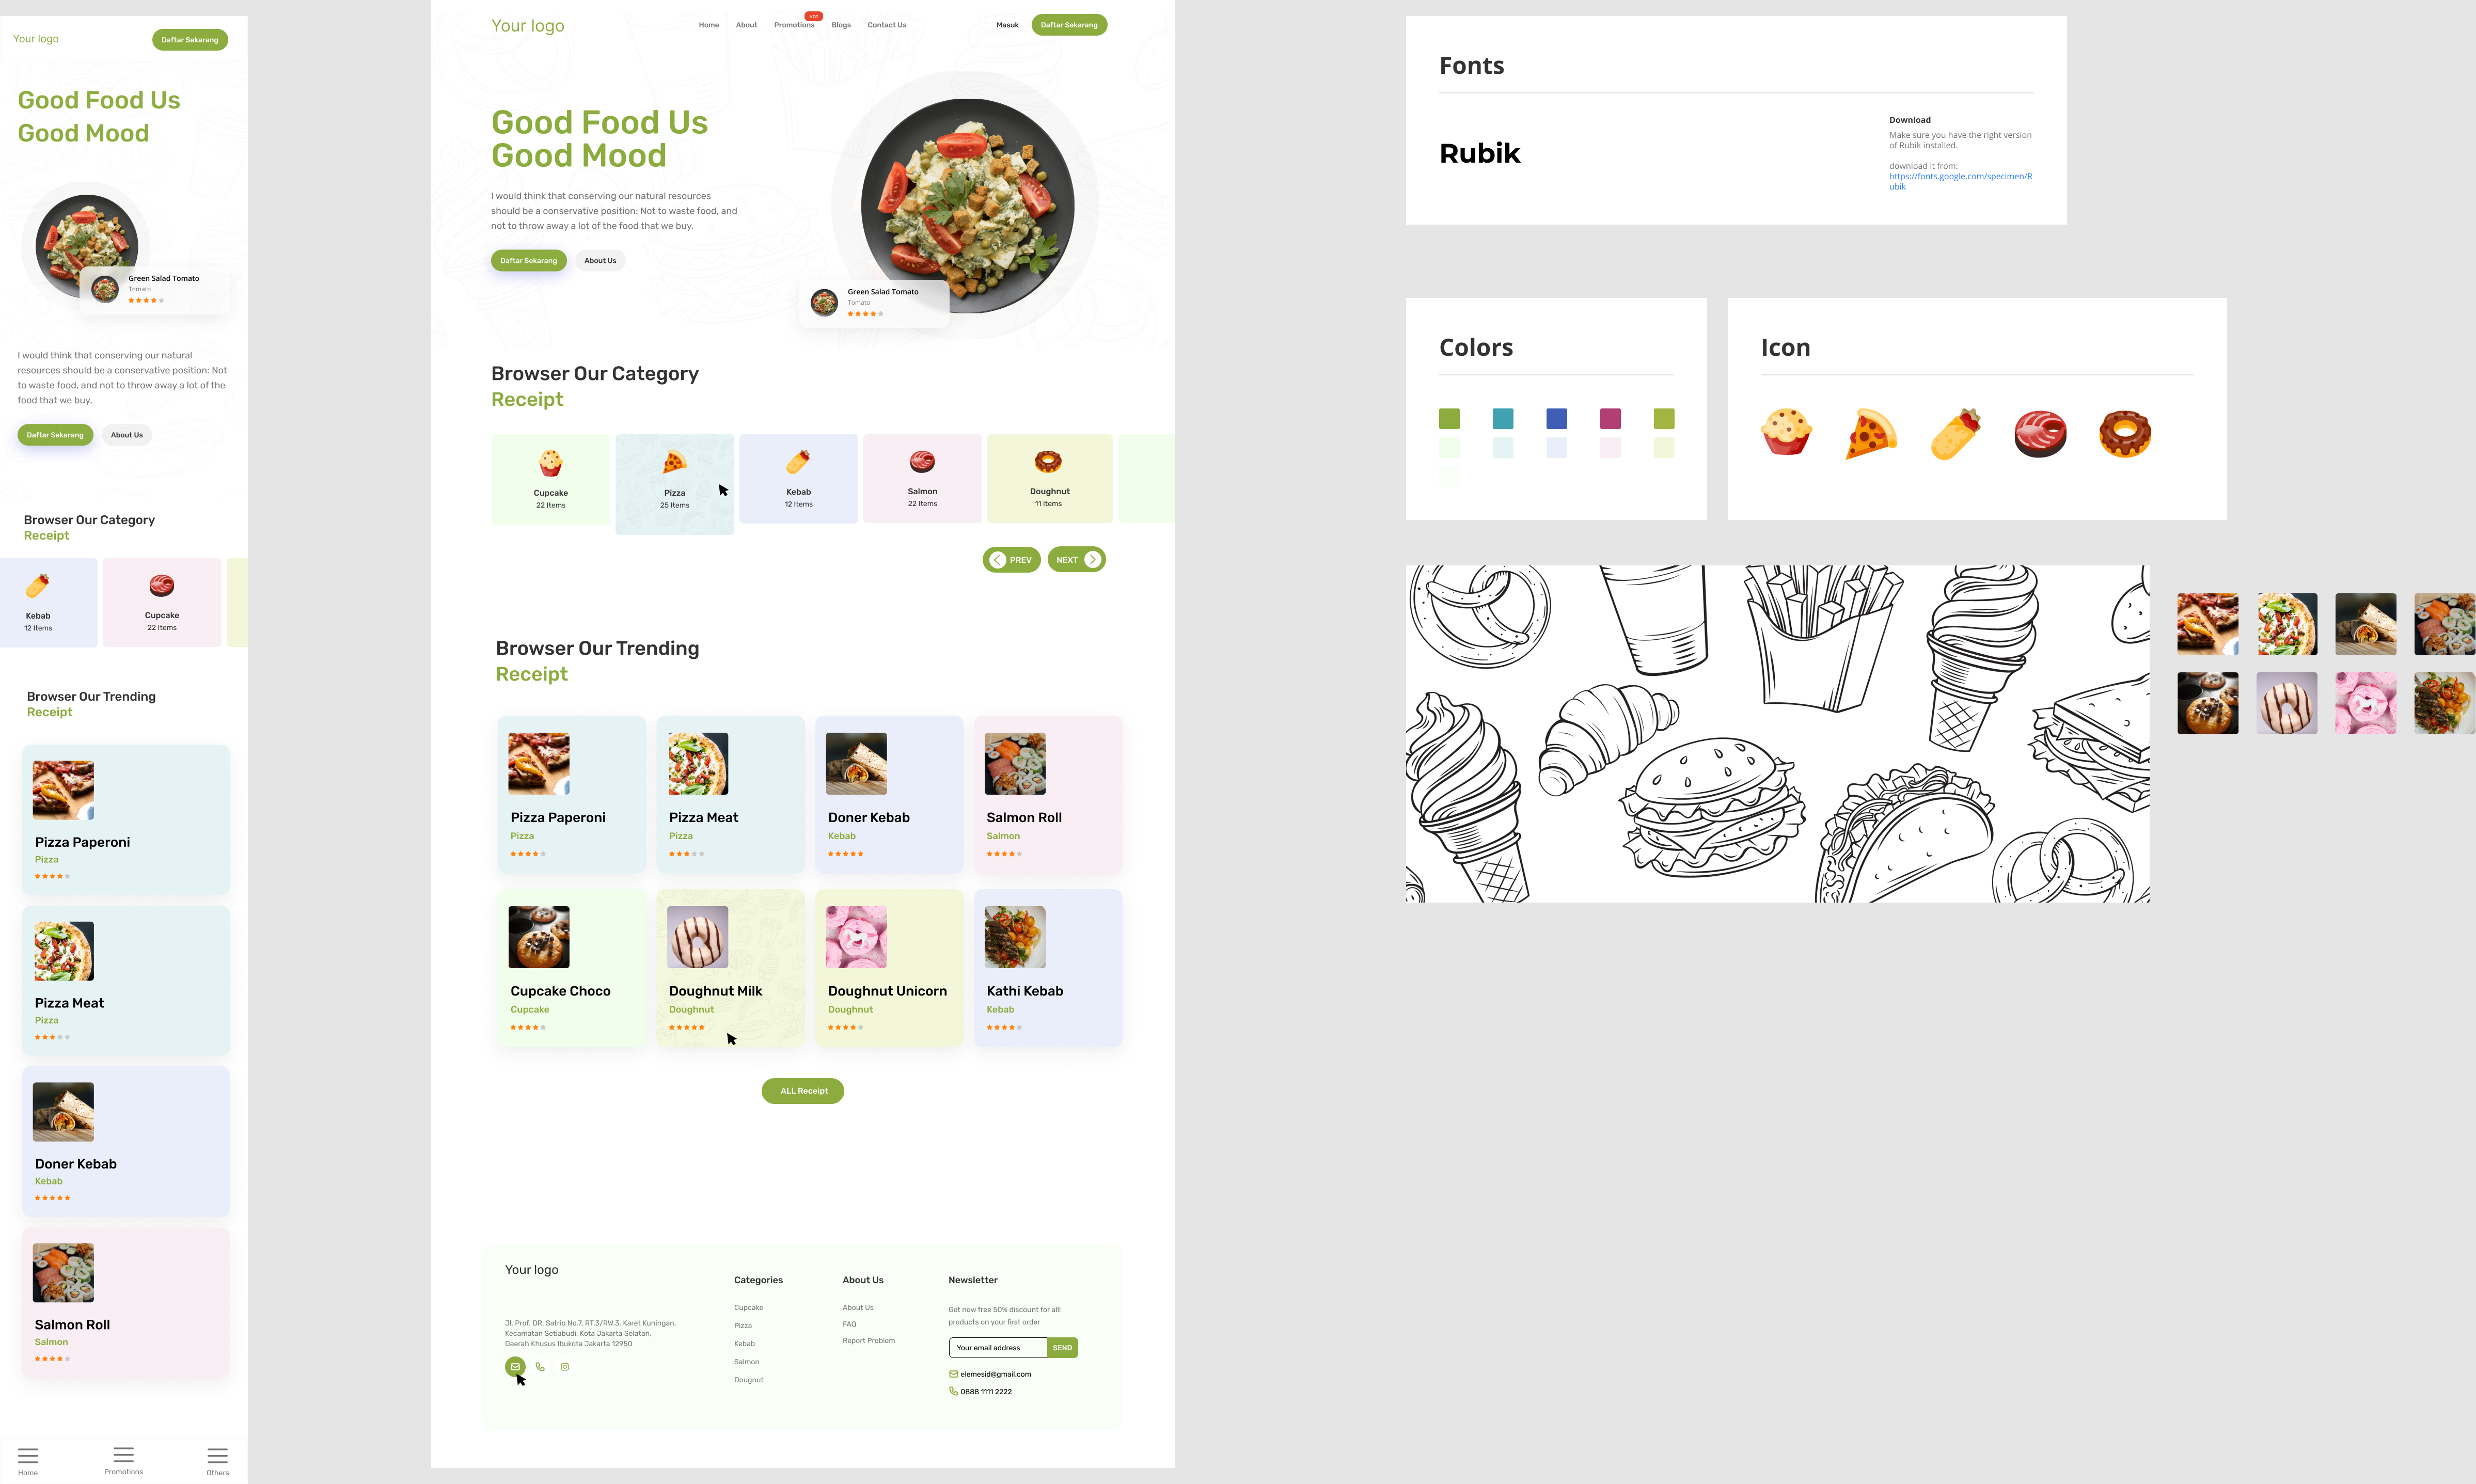 Your logo
Daftar Sekarang
Good Food Us
Good Mood
Green Salad Tomato
Tomato
I would think that conserving our natural
resources should be a conservative position: Not
to waste food, and not to throw away a lot of the
food that we buy.
Daftar Sekarang
About Us
Browser Our Category
Receipt
Kebab
12 Items
Cupcake
22 Items
Browser Our Trending
Receipt
Pizza Paperoni
Pizza
Pizza Meat
Pizza
Doner Kebab
Kebab
Salmon Roll
Salmon
Home
Promotions
Others
Your logo
Home
About
Promotions
HOT
Blogs
Contact Us
Masuk
Daftar Sekarang
Good Food Us
Good Mood
I would think that conserving our natural resources
should be a conservative position: Not to waste food, and
not to throw away a lot of the food that we buy.
Daftar Sekarang
About Us
Green Salad Tomato
Tomato
Browser Our Category
Receipt
Cupcake
22 Items
Pizza
25 Items
Kebab
12 Items
Salmon
22 Items
Doughnut
11 Items
PREV
NEXT
Browser Our Trending
Receipt
Pizza Paperoni
Pizza
Pizza Meat
Pizza
Doner Kebab
Kebab
Salmon Roll
Salmon
Cupcake Choco
Cupcake
Doughnut Milk
Doughnut
Doughnut Unicorn
Doughnut
Kathi Kebab
Kebab
ALL Receipt
Your logo
Jl. Prof. DR. Satrio No.7, RT.3/RW.3, Karet Kuningan,
Kecamatan Setiabudi, Kota Jakarta Selatan,
Daerah Khusus Ibukota Jakarta 12950
Categories
Cupcake
Pizza
Kebab
Salmon
Dougnut
About Us
About Us
FAQ
Report Problem
Newsletter
Get now free 50% discount for alll
products on your first order
Your email address
SEND
elemesid@gmail.com
0888 1111 2222
Fonts
Rubik
Download
Make sure you have the right version
of Rubik installed.
download it from:
https://fonts.google.com/specimen/R
ubik
Colors
Icon